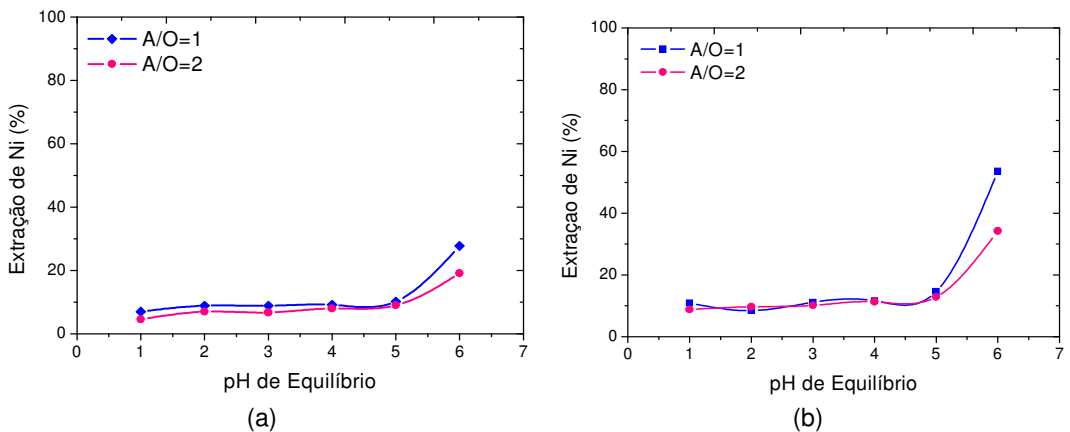 A/O=1
A/O=2
Extração de Ni (%)
100
80
60
40
20
0
0 1 2 3 4 5 6 7
pH de Equilíbrio
(a)
A/O=1
A/O=2
Extraçao de Ni (%)
100
80
60
40
20
0
0 1 2 3 4 5 6 7
pH de Equilíbrio
(b)